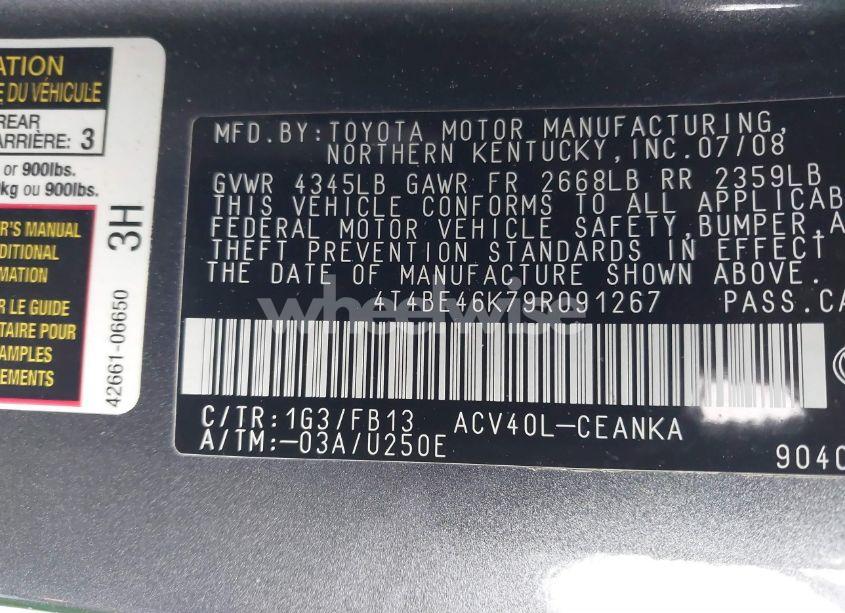 ATION
DU VÉHICULE
REAR
ARRIÈRE: 3
or 900lbs.
kg ou 900lbs.
R'S MANUAL
DITIONAL
MATION
R LE GUIDE
TAIRE POUR
AMPLES
EMENTS
3H
42661-06650
MFD.BY:TOYOTA MOTOR MANUFACTURING,
NORTHERN KENTUCKY,INC.07/08
GVWR 4345LB GAWR FR 2668LB RR 2359LB
THIS VEHICLE CONFORMS TO ALL APPLICAB
FEDERAL MOTOR VEHICLE SAFETY,BUMPER,A
THEFT PREVENTION STANDARDS IN EFFECT
THE DATE OF MANUFACTURE SHOWN ABOVE.
4T4BE46K79R091267 PASS.CA
wheelwise
C/TR:1G3/FB13 ACV40L-CEANKA
A/TM:-03A/U250E
904C